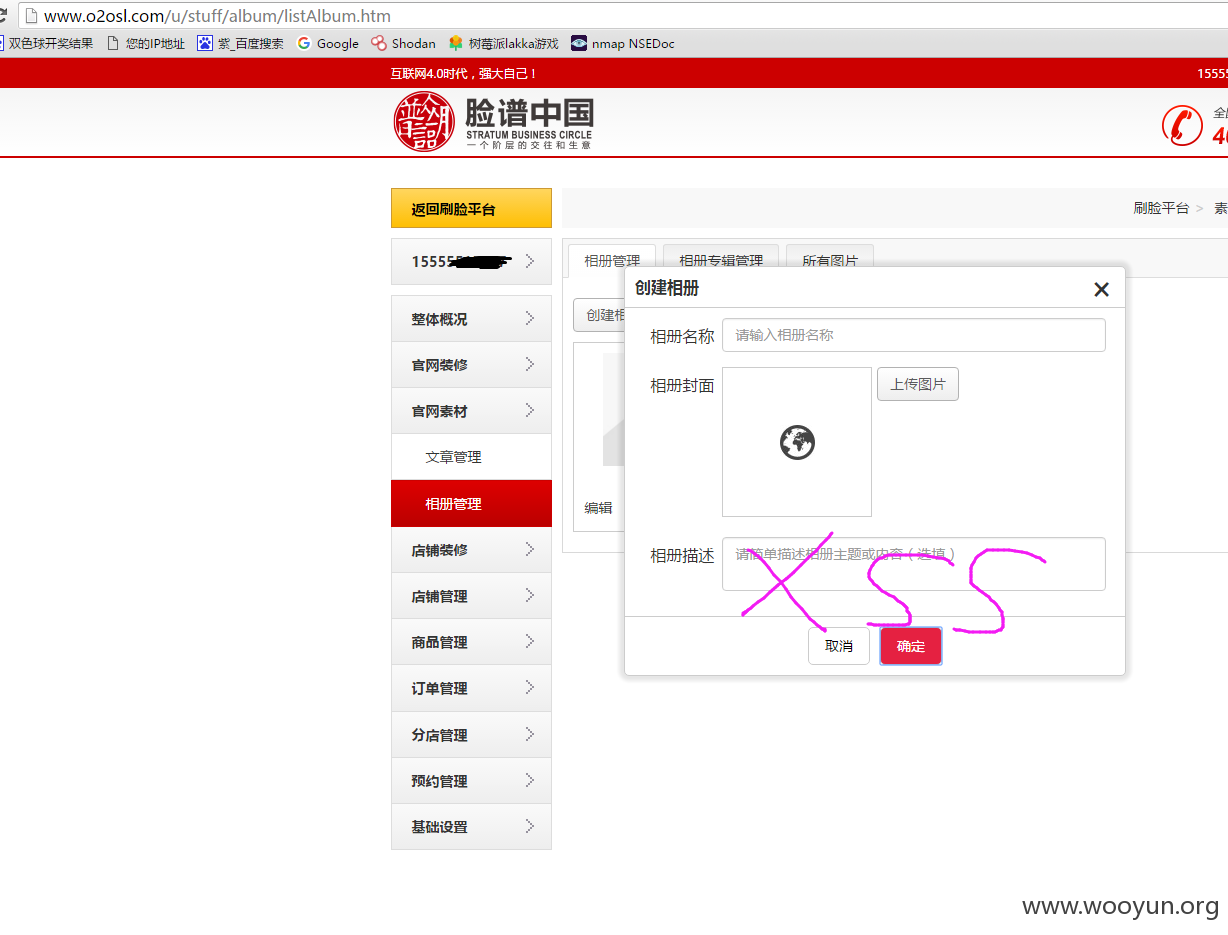 www.o2osl.com/u/stuff/album/listAlbum.htm
双色球开奖结果 您的IP地址 紫_百度搜索 Google Shodan 树莓派lakka游戏 nmap NSEDoc
互联网4.0时代，强大自己！ 1555
脸谱中国
STRATUM BUSINESS CIRCLE
一个阶层的交往和生意
全国
40
返回刷脸平台
刷脸平台 > 素
15555
相册管理 相册专辑管理 所有图片
创建相册
创建相
相册名称 请输入相册名称
相册封面 上传图片
编辑
相册描述 请简单描述相册主题或内容（选填）
XSS
取消 确定
整体概况
官网装修
官网素材
文章管理
相册管理
店铺装修
店铺管理
商品管理
订单管理
分店管理
预约管理
基础设置
www.wooyun.org